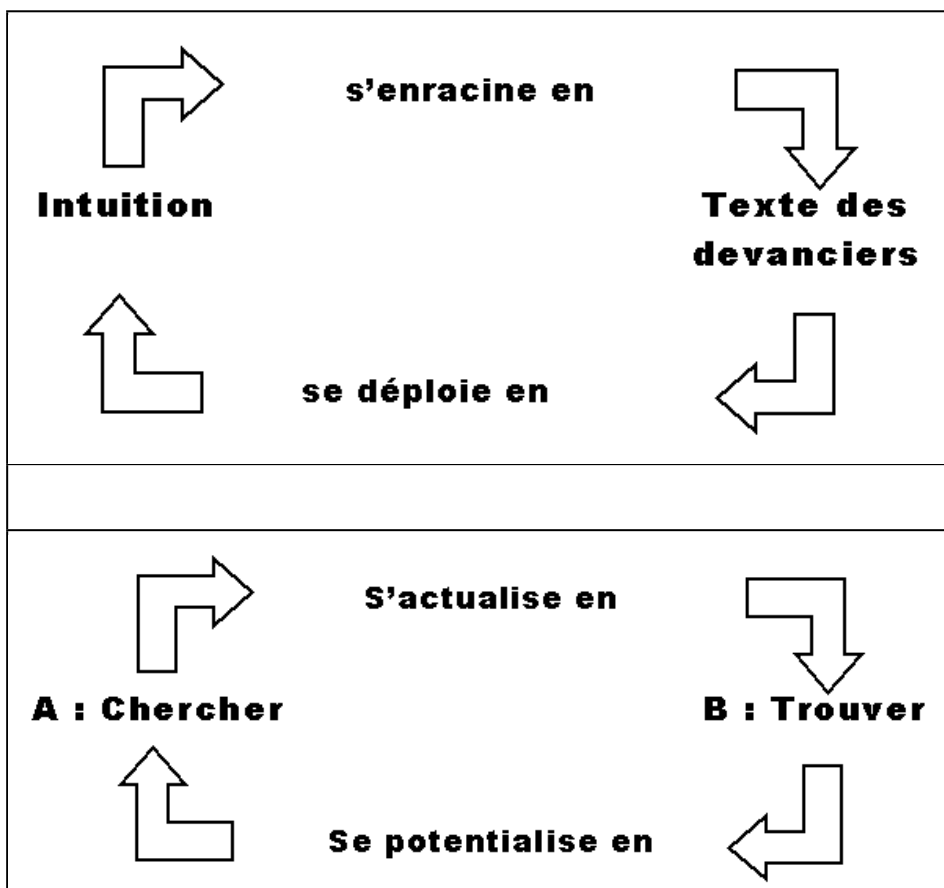 s’enracine en
Intuition
Texte des
devanciers
se déploie en
S’actualise en
A : Chercher
B : Trouver
Se potentialise en